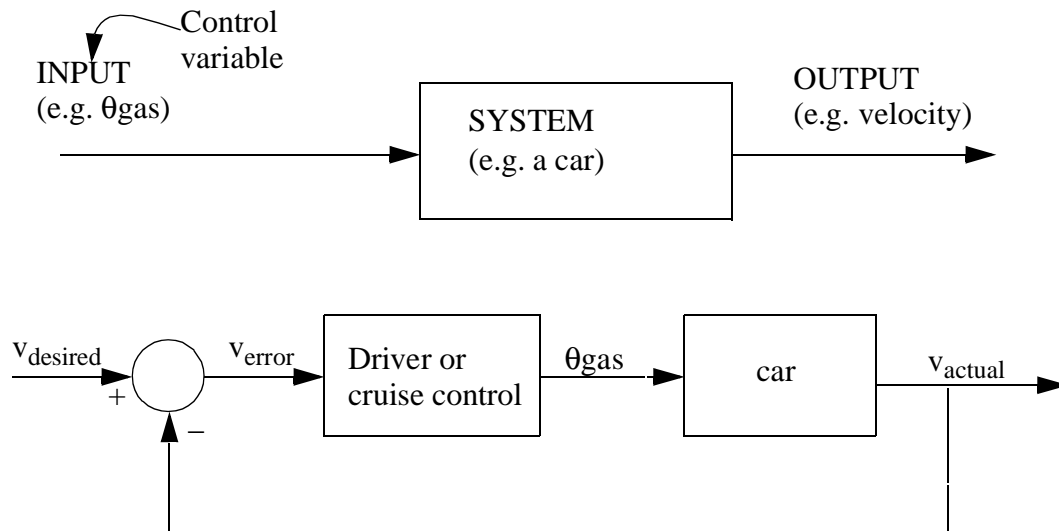 Control
variable
INPUT
(e.g. θgas)
SYSTEM
(e.g. a car)
OUTPUT
(e.g. velocity)
vdesired
+
−
verror
Driver or
cruise control
θgas
car
vactual